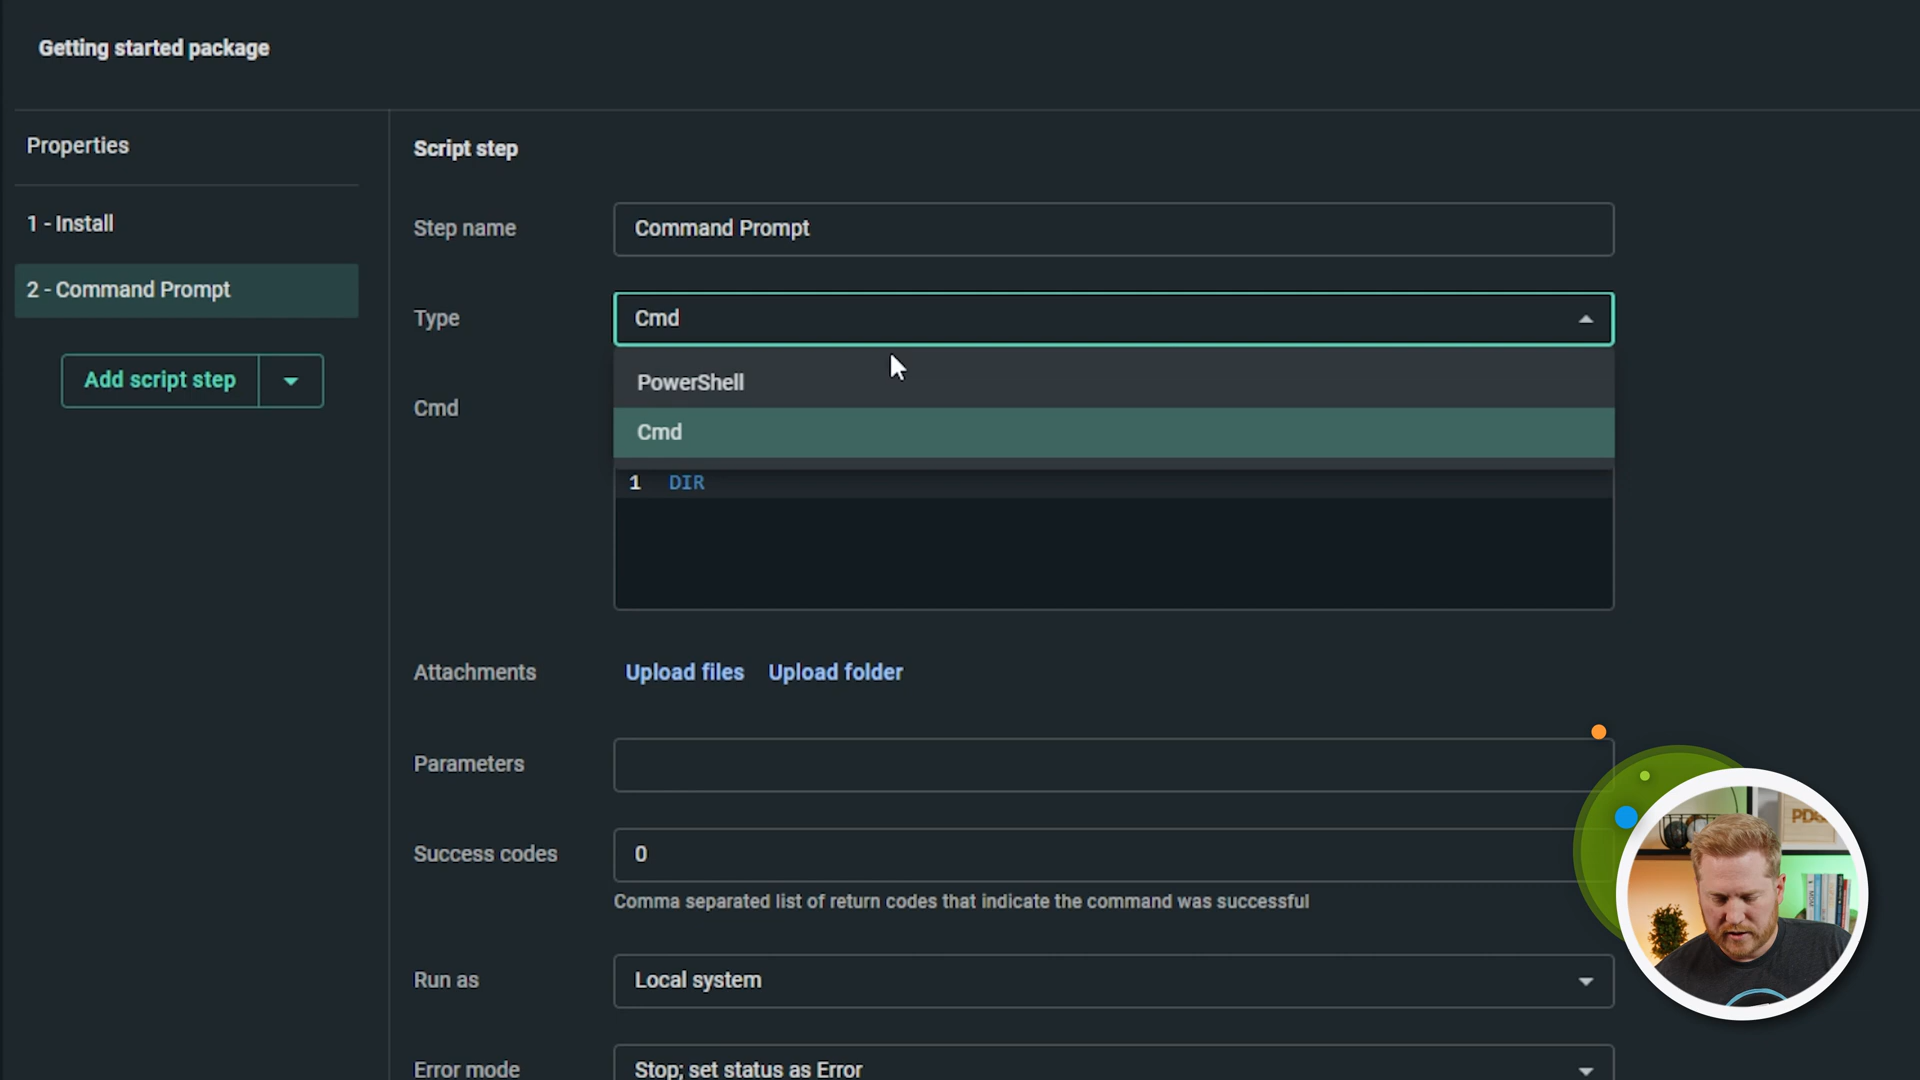 Getting started package
Properties
1 - Install
2 - Command Prompt
Add script step
Script step
Step name
Command Prompt
Type
Cmd
PowerShell
Cmd
Cmd
1 DIR
Attachments
Upload files Upload folder
Parameters
Success codes
0
Comma separated list of return codes that indicate the command was successful
Run as
Local system
Error mode
Stop; set status as Error